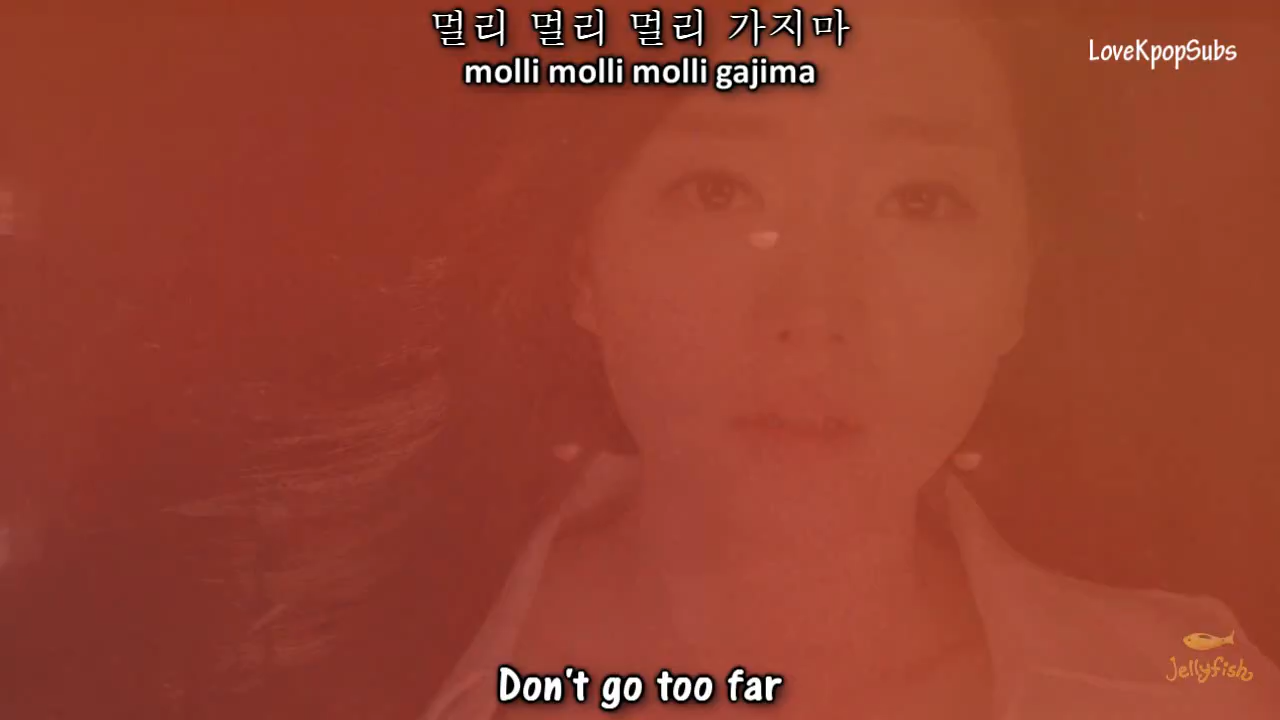 멀리 멀리 멀리 가지마
molli molli molli gajima
LoveKpopSubs
Jellyfish
Don't go too far